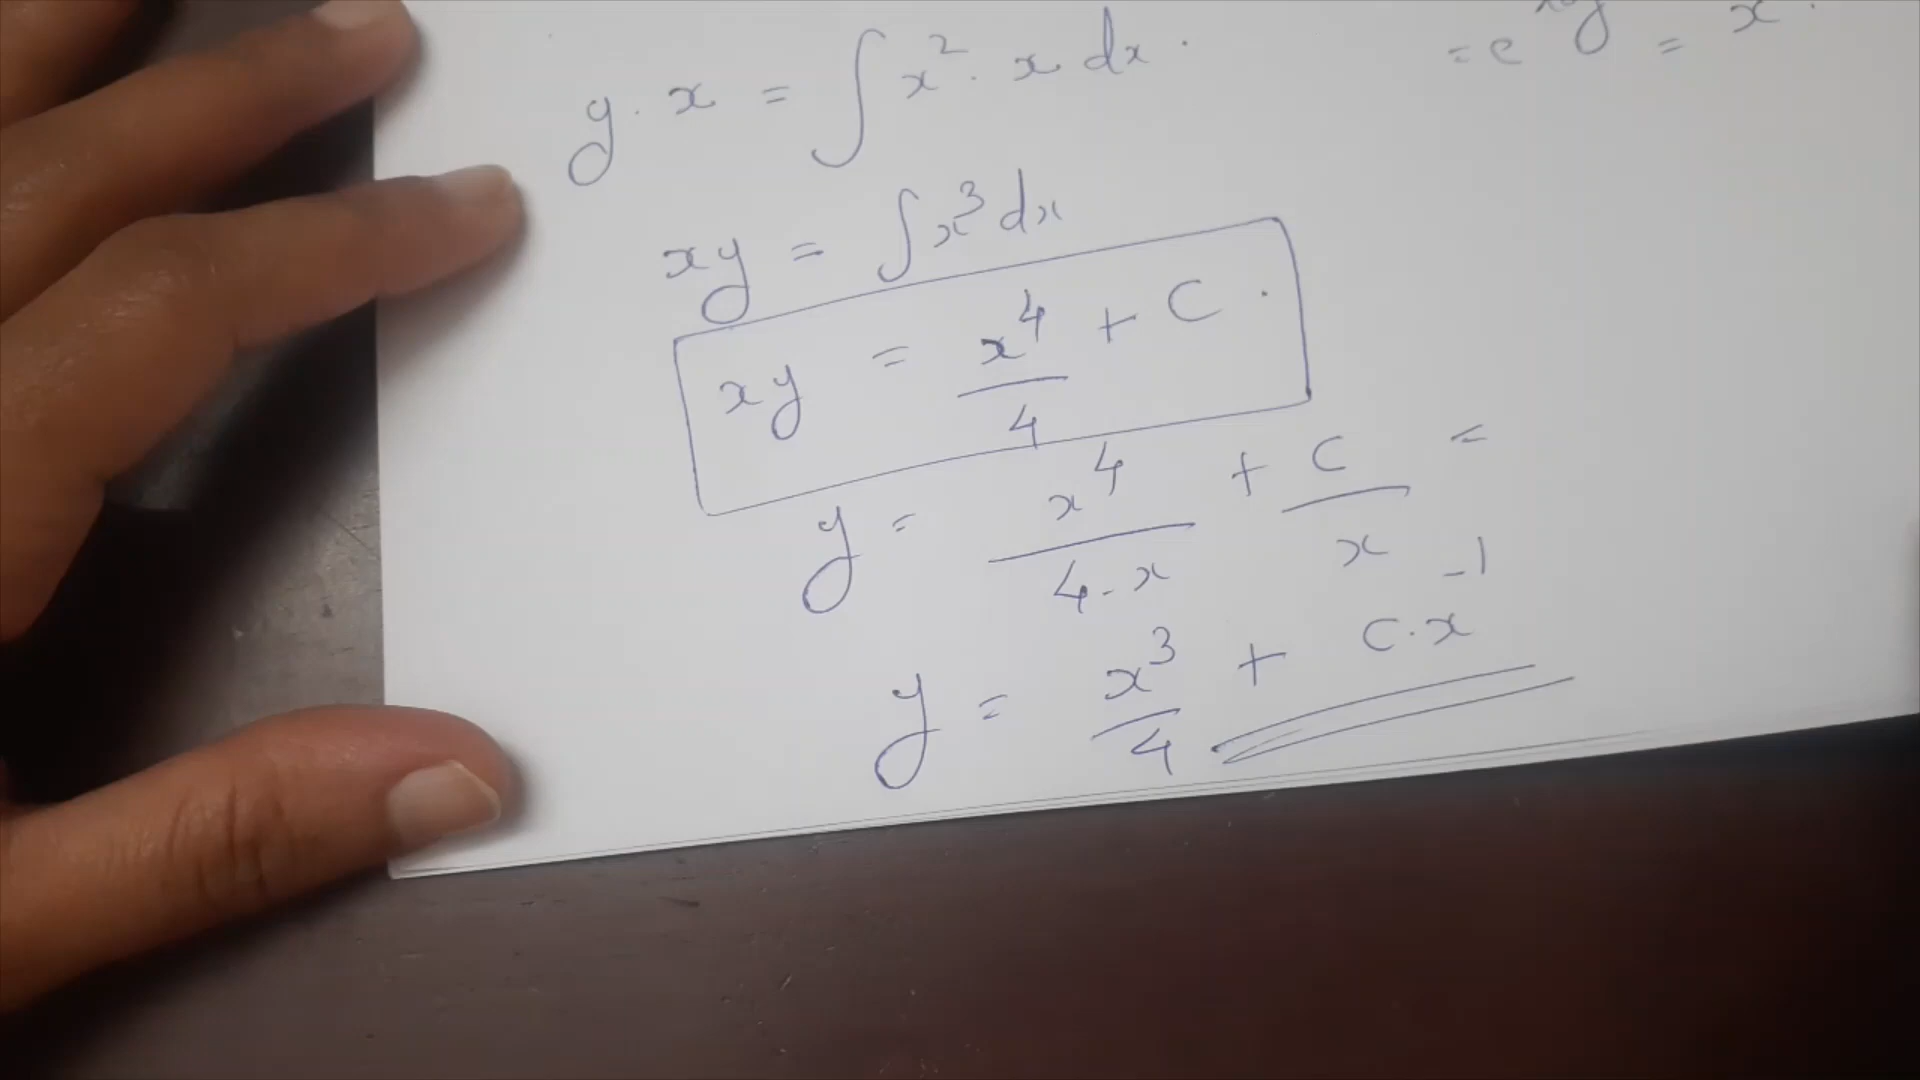 y · x = ∫ x² · x dx .
= e = x .
xy = ∫ x³ dx
xy = x⁴/4 + C .
y = x⁴/4·x + C/x =
y = x³/4 + C·x⁻¹